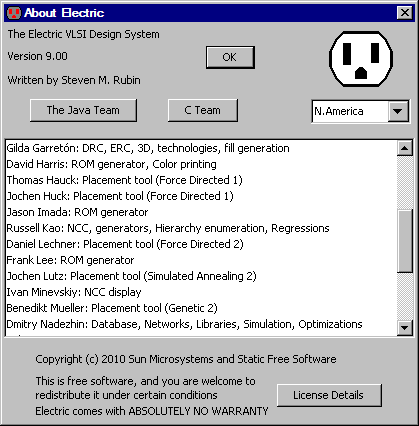 About Electric
The Electric VLSI Design System
Version 9.00
OK
Written by Steven M. Rubin
The Java Team
C Team
N.America
Gilda Garretón: DRC, ERC, 3D, technologies, fill generation
David Harris: ROM generator, Color printing
Thomas Hauck: Placement tool (Force Directed 1)
Jochen Huck: Placement tool (Force Directed 1)
Jason Imada: ROM generator
Russell Kao: NCC, generators, Hierarchy enumeration, Regressions
Daniel Lechner: Placement tool (Force Directed 2)
Frank Lee: ROM generator
Jochen Lutz: Placement tool (Simulated Annealing 2)
Ivan Minevskiy: NCC display
Benedikt Mueller: Placement tool (Genetic 2)
Dmitry Nadezhin: Database, Networks, Libraries, Simulation, Optimizations
Copyright (c) 2010 Sun Microsystems and Static Free Software
This is free software, and you are welcome to
redistribute it under certain conditions
License Details
Electric comes with ABSOLUTELY NO WARRANTY